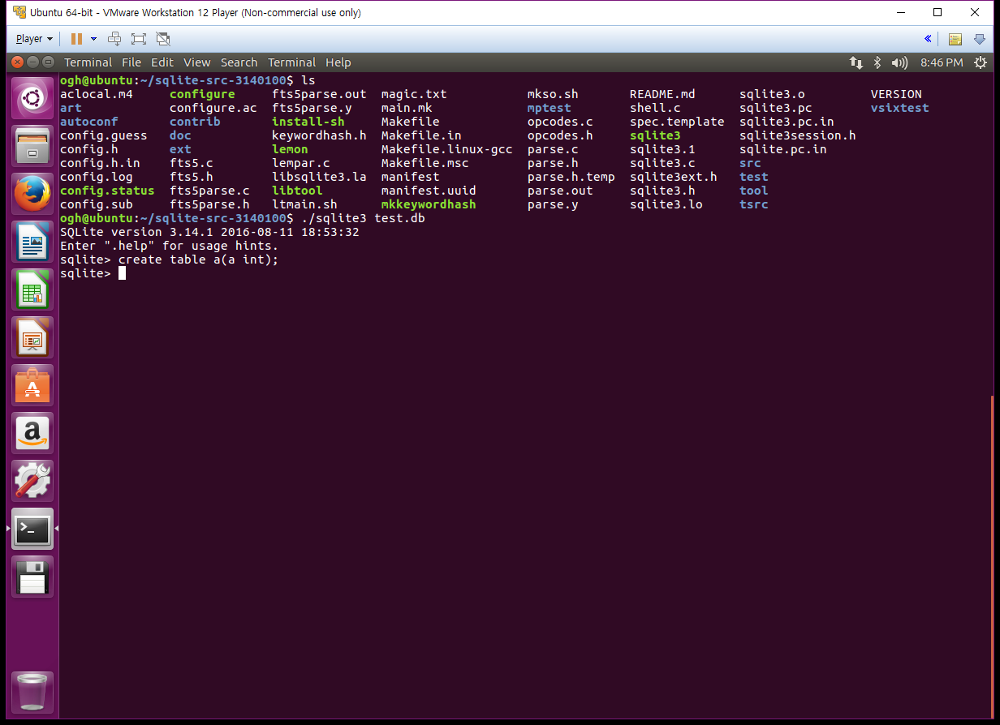 Ubuntu 64-bit - VMware Workstation 12 Player (Non-commercial use only)
Player
Terminal File Edit View Search Terminal Help 8:46 PM
ogh@ubuntu:~/sqlite-src-3140100$ ls
aclocal.m4 configure fts5parse.out magic.txt mkso.sh README.md sqlite3.o VERSION
art configure.ac fts5parse.y main.mk mptest shell.c sqlite3.pc vsixtest
autoconf contrib install-sh Makefile opcodes.c spec.template sqlite3.pc.in
config.guess doc keywordhash.h Makefile.in opcodes.h sqlite3 sqlite3session.h
config.h ext lemon Makefile.linux-gcc parse.c sqlite3.1 sqlite.pc.in
config.h.in fts5.c lempar.c Makefile.msc parse.h sqlite3.c src
config.log fts5.h libsqlite3.la manifest parse.h.temp sqlite3ext.h test
config.status fts5parse.c libtool manifest.uuid parse.out sqlite3.h tool
config.sub fts5parse.h ltmain.sh mkkeywordhash parse.y sqlite3.lo tsrc
ogh@ubuntu:~/sqlite-src-3140100$ ./sqlite3 test.db
SQLite version 3.14.1 2016-08-11 18:53:32
Enter ".help" for usage hints.
sqlite> create table a(a int);
sqlite>